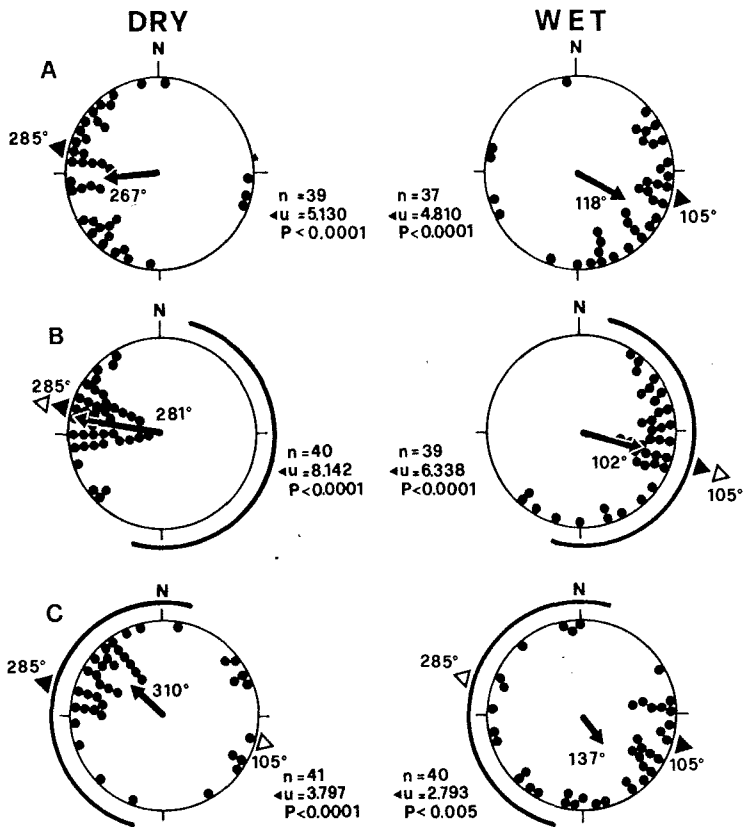 DRY
WET
A
N
N
285°
267°
n =39
◄u =5.130
P<0.0001
n =37
◄u =4.810
P<0.0001
118°
105°
B
N
N
285°
281°
n =40
◄u =8.142
P<0.0001
n =39
◄u =6.338
P<0.0001
102°
105°
C
N
N
285°
310°
105°
n =41
◄u =3.797
P<0.0001
285°
n =40
◄u =2.793
P<0.005
137°
105°